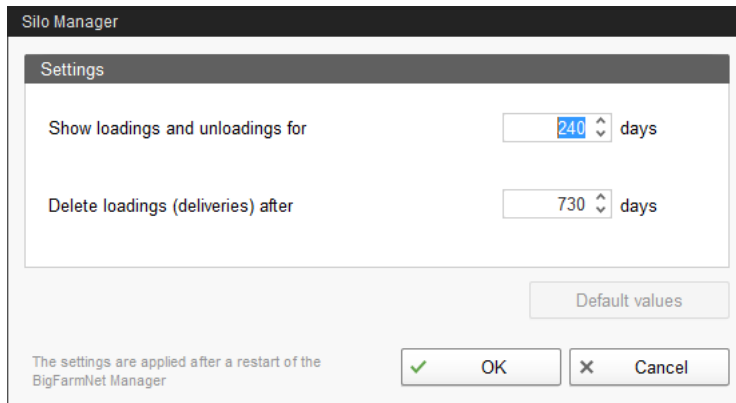 Silo Manager
Settings
Show loadings and unloadings for 240 days
Delete loadings (deliveries) after 730 days
Default values
The settings are applied after a restart of the
BigFarmNet Manager
OK Cancel